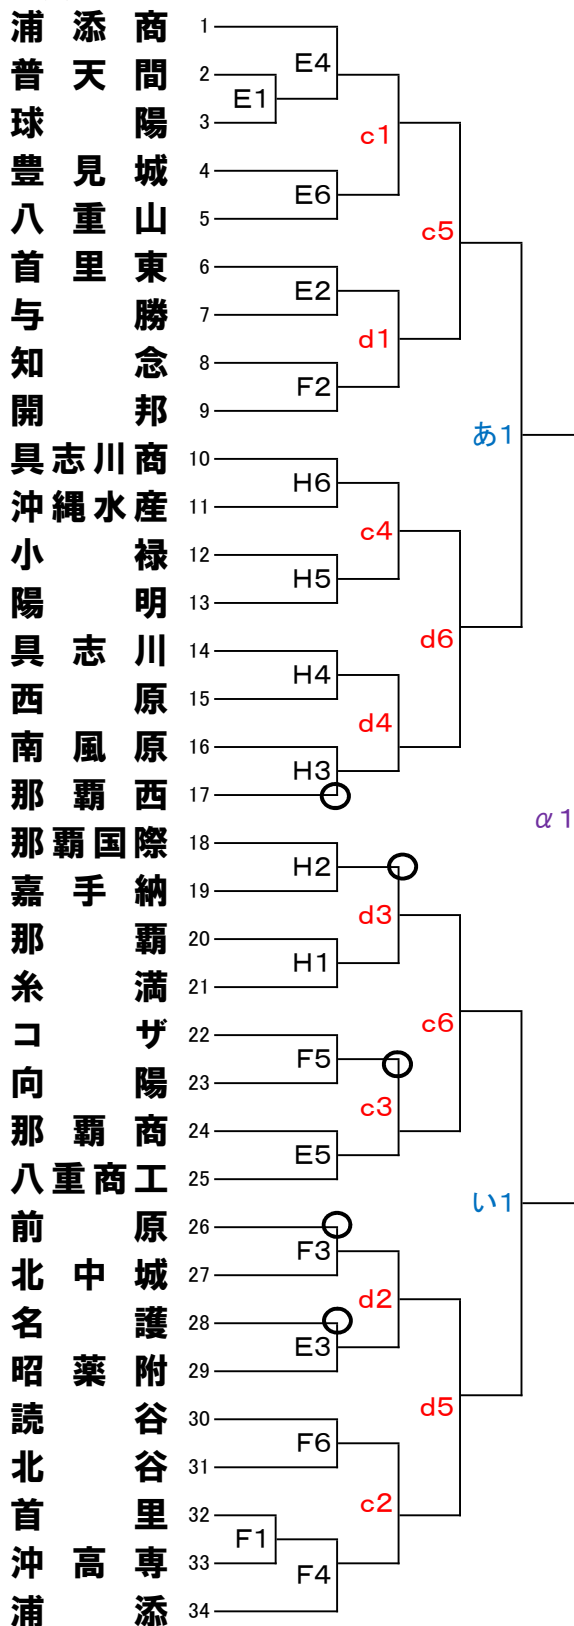 浦添商 1
E4
普天間 2
E1
球陽 3
c1
豊見城 4
E6
八重山 5
c5
首里東 6
E2
与勝 7
d1
知念 8
F2
開邦 9
あ1
具志川商 10
H6
沖縄水産 11
c4
小禄 12
H5
陽明 13
d6
具志川 14
H4
西原 15
d4
南風原 16
H3
那覇西 17
α1
那覇国際 18
H2
嘉手納 19
d3
那覇 20
H1
糸満 21
c6
コザ 22
F5
向陽 23
c3
那覇商 24
E5
八重商工 25
い1
前原 26
F3
北中城 27
d2
名護 28
E3
昭薬附 29
d5
読谷 30
F6
北谷 31
c2
首里 32
F1
沖高専 33
F4
浦添 34